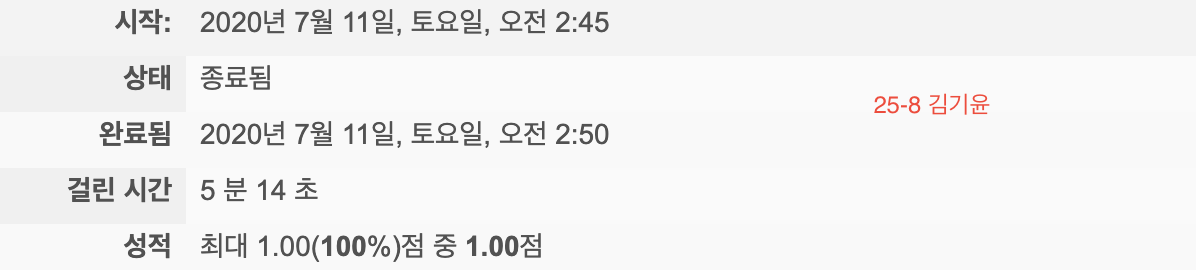 시작: 2020년 7월 11일, 토요일, 오전 2:45
상태 종료됨
25-8 김기윤
완료됨 2020년 7월 11일, 토요일, 오전 2:50
걸린 시간 5 분 14 초
성적 최대 1.00(100%)점 중 1.00점